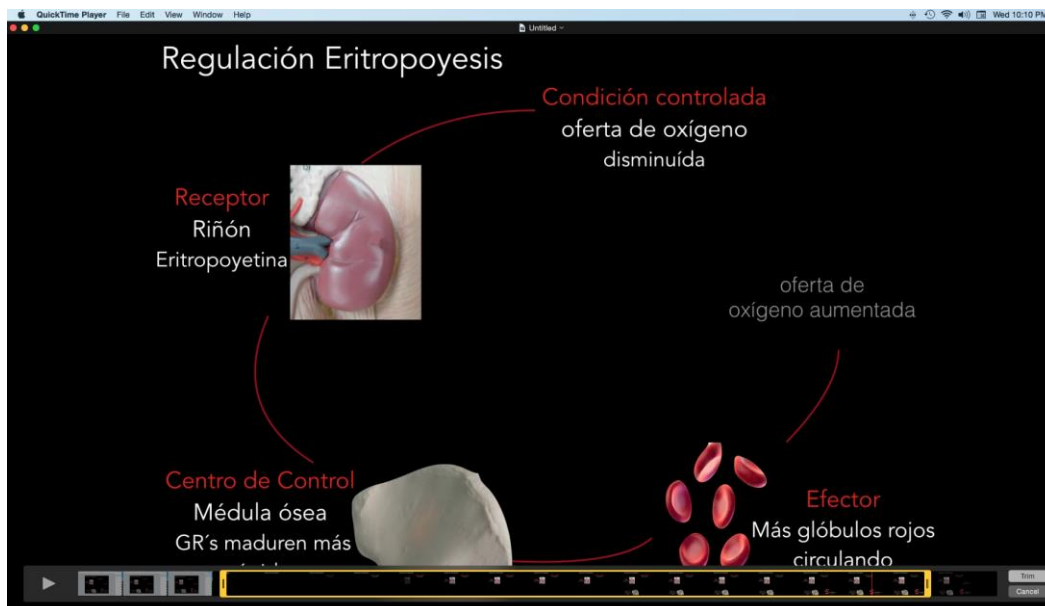 QuickTime Player File Edit View Window Help
Wed 10:10 PM
Untitled
Regulación Eritropoyesis
Condición controlada
oferta de oxígeno
disminuída
Receptor
Riñón
Eritropoyetina
oferta de
oxígeno aumentada
Centro de Control
Médula ósea
GR´s maduren más
Efector
Más glóbulos rojos
circulando
Trim
Cancel